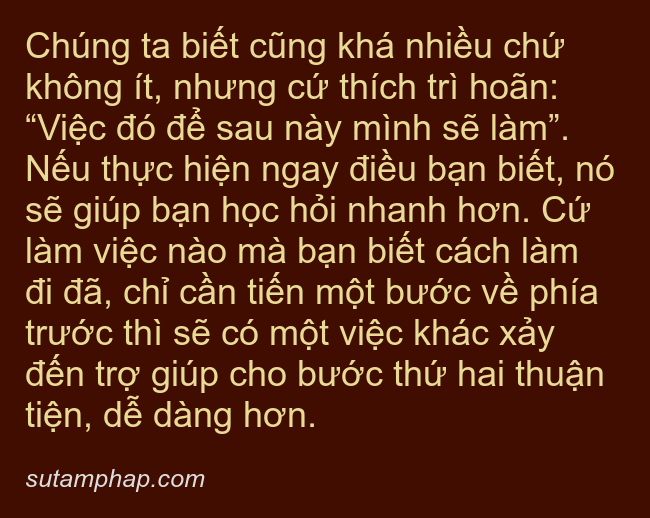 Chúng ta biết cũng khá nhiều chứ
không ít, nhưng cứ thích trì hoãn:
“Việc đó để sau này mình sẽ làm”.
Nếu thực hiện ngay điều bạn biết, nó
sẽ giúp bạn học hỏi nhanh hơn. Cứ
làm việc nào mà bạn biết cách làm
đi đã, chỉ cần tiến một bước về phía
trước thì sẽ có một việc khác xảy
đến trợ giúp cho bước thứ hai thuận
tiện, dễ dàng hơn.
sutamphap.com